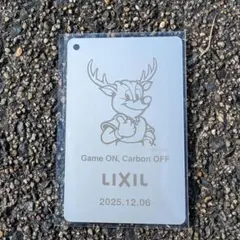 Game ON, Carbon OFF
LIXIL
2025.12.06